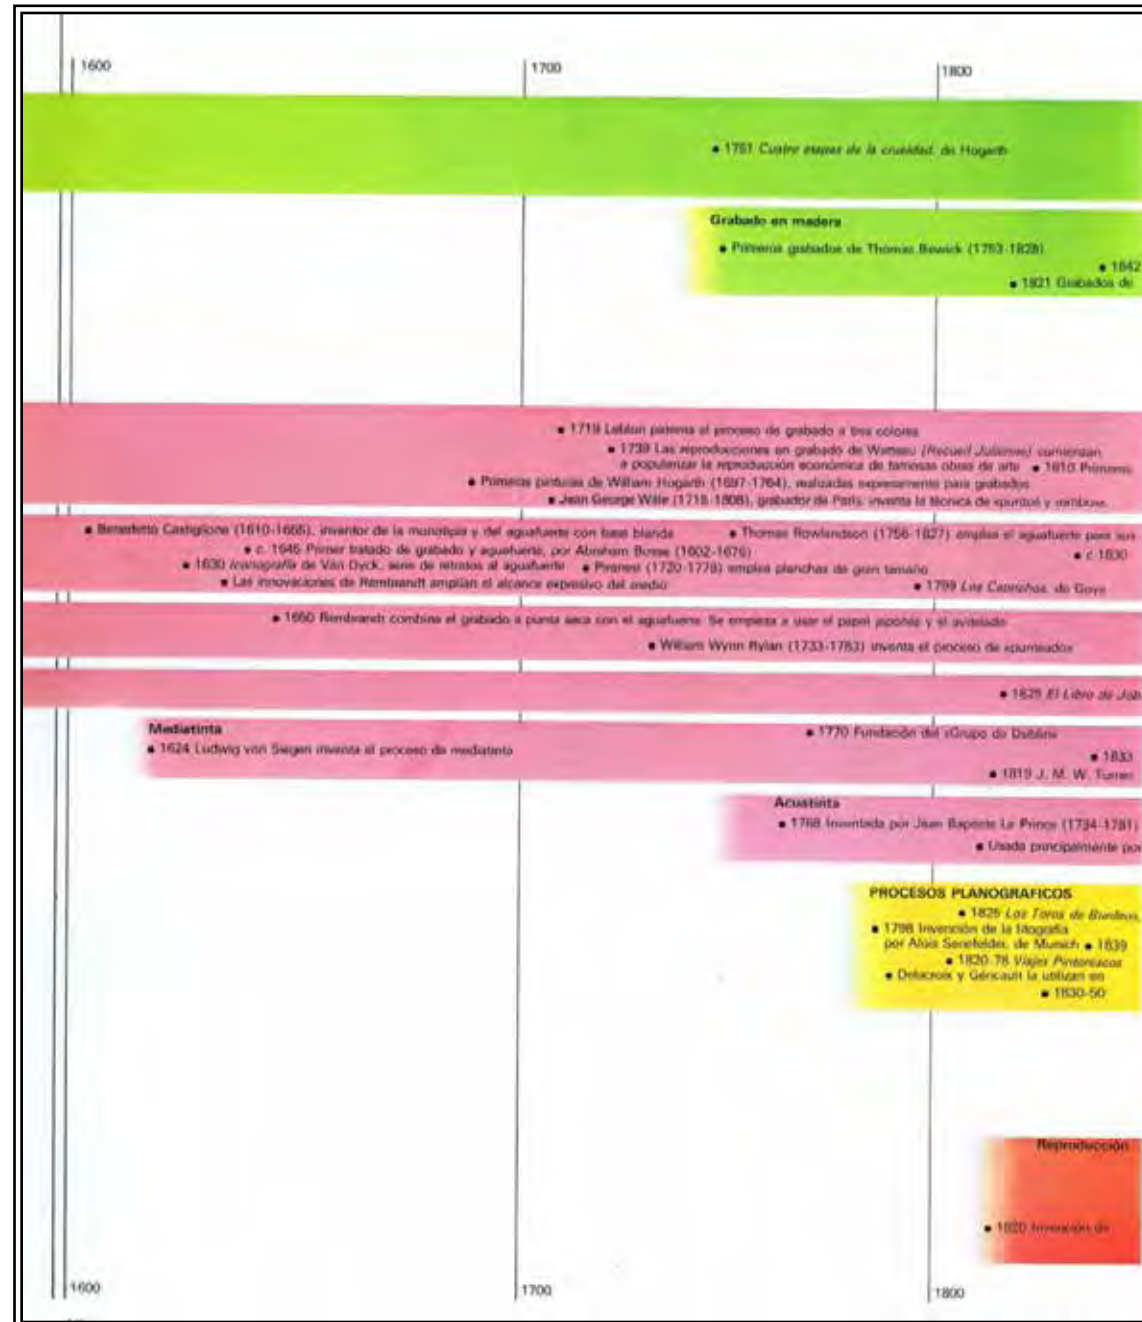 1600
1700
1800
• 1751 Cuatro etapas de la crueldad, de Hogarth
Grabado en madera
• Primeros grabados de Thomas Bewick (1753-1828)
• 1842
• 1821 Grabados de
• 1719 Leblon patenta el proceso de grabado a tres colores
• 1739 Las reproducciones en grabado de Watteau (Recueil Julienne) comienzan
a popularizar la reproducción económica de famosas obras de arte • 1810 Primeros
• Primeras pinturas de William Hogarth (1697-1764), realizadas expresamente para grabados
• Jean George Wille (1715-1808), grabador de París, inventa la técnica de «puntos y rombos»
• Benedetto Castiglione (1610-1665), inventor de la monotipia y del aguafuerte con base blanda
• Thomas Rowlandson (1756-1827) emplea el aguafuerte para sus
• c. 1645 Primer tratado de grabado y aguafuerte, por Abraham Bosse (1602-1676)
• c 1830
• 1630 Iconografía de Van Dyck, serie de retratos al aguafuerte
• Piranesi (1720-1778) emplea planchas de gran tamaño
• Las innovaciones de Rembrandt amplían el alcance expresivo del medio
• 1799 Los Caprichos, de Goya
• 1650 Rembrandt combina el grabado a punta seca con el aguafuerte. Se empieza a usar el papel japonés y el avitelado
• William Wynn Rylan (1733-1783) inventa el proceso de «punteado»
• 1825 El Libro de Job
Mediatinta
• 1624 Ludwig von Siegen inventa el proceso de mediatinta
• 1770 Fundación del «Grupo de Dublín»
• 1833
• 1819 J. M. W. Turner
Acuatinta
• 1768 Inventada por Jean Baptiste Le Prince (1734-1781)
• Usada principalmente por
PROCESOS PLANOGRAFICOS
• 1825 Los Toros de Burdeos,
• 1798 Invención de la litografía
por Alois Senefelder, de Munich • 1839
• 1820-78 Viajes Pintorescos
• Delacroix y Géricault la utilizan en
• 1830-50
Reproducción
• 1820 Invención de
1600
1700
1800